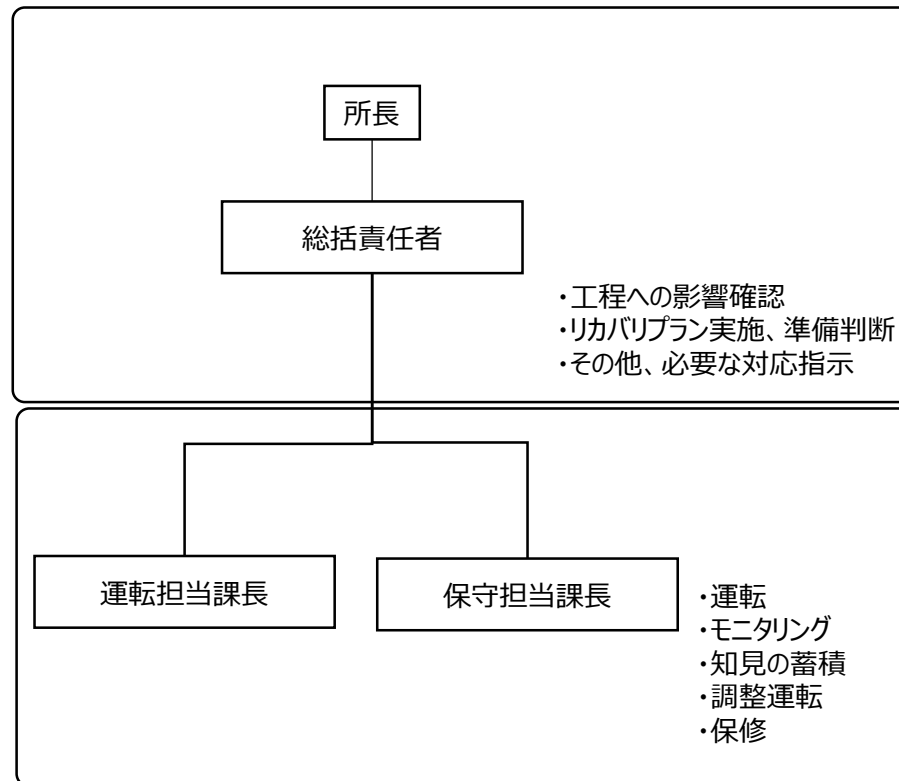 所長
総括責任者
・工程への影響確認
・リカバリプラン実施、準備判断
・その他、必要な対応指示
運転担当課長
保守担当課長
・運転
・モニタリング
・知見の蓄積
・調整運転
・保修